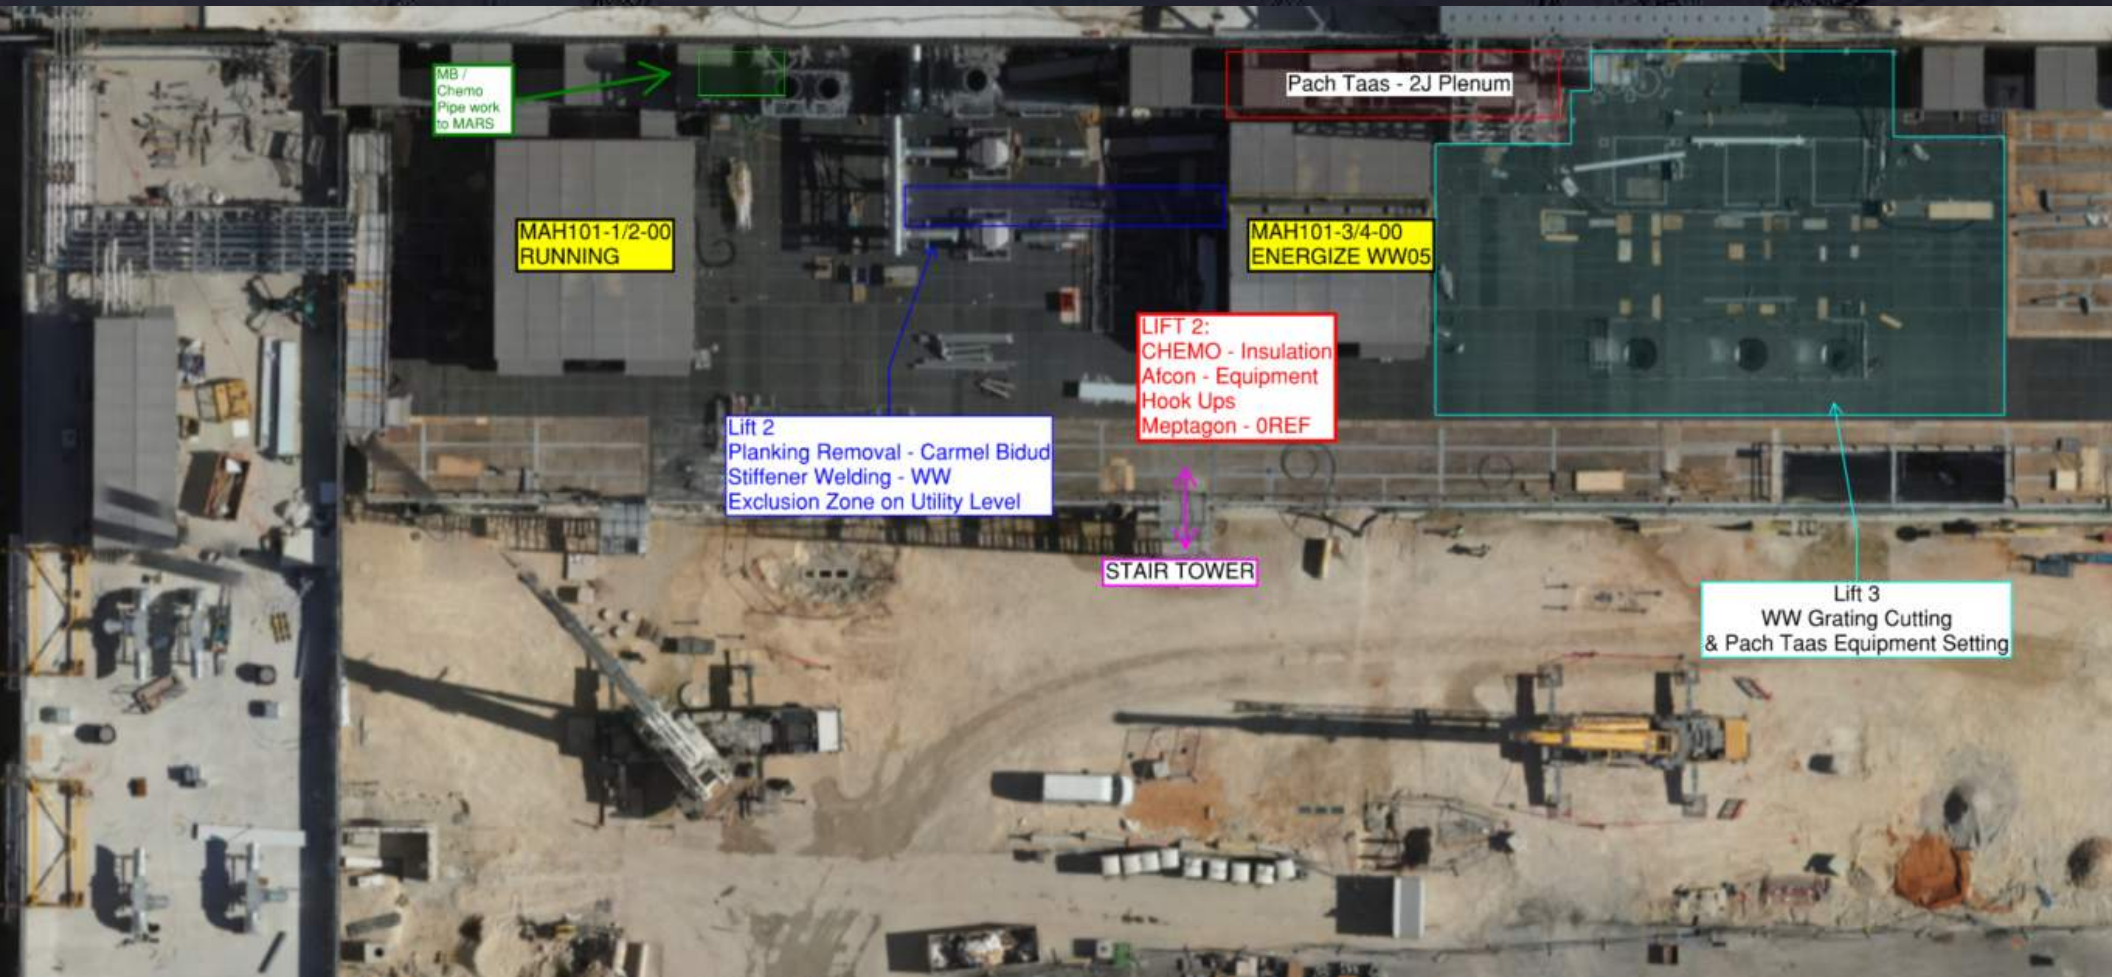 MB /
Chemo
Pipe work
to MARS
Pach Taas - 2J Plenum
MAH101-1/2-00
RUNNING
MAH101-3/4-00
ENERGIZE WW05
LIFT 2:
CHEMO - Insulation
Afcon - Equipment
Hook Ups
Meptagon - 0REF
Lift 2
Planking Removal - Carmel Bidud
Stiffener Welding - WW
Exclusion Zone on Utility Level
STAIR TOWER
Lift 3
WW Grating Cutting
& Pach Taas Equipment Setting